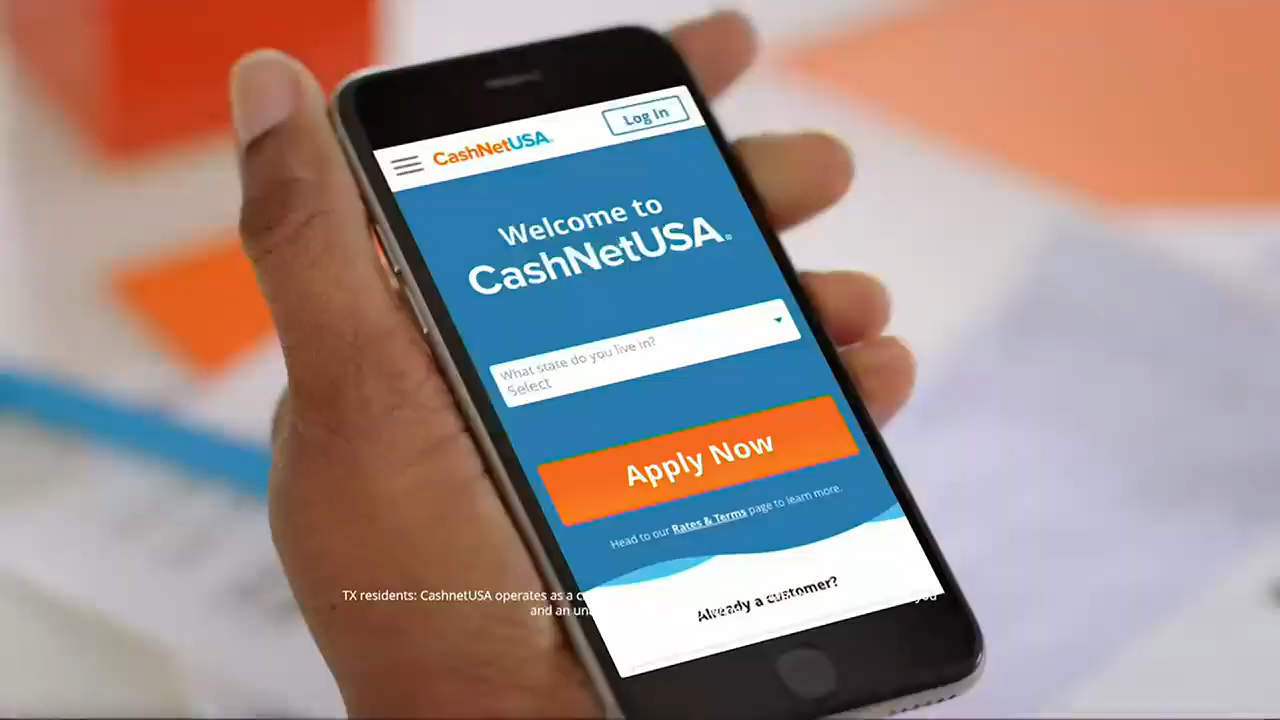 CashNetUSA
Log In
Welcome to
CashNetUSA®
What state do you live in?
Select
Apply Now
Head to our Rates & Terms page to learn more.
Already a customer?
TX residents: CashnetUSA operates as a
and an
you